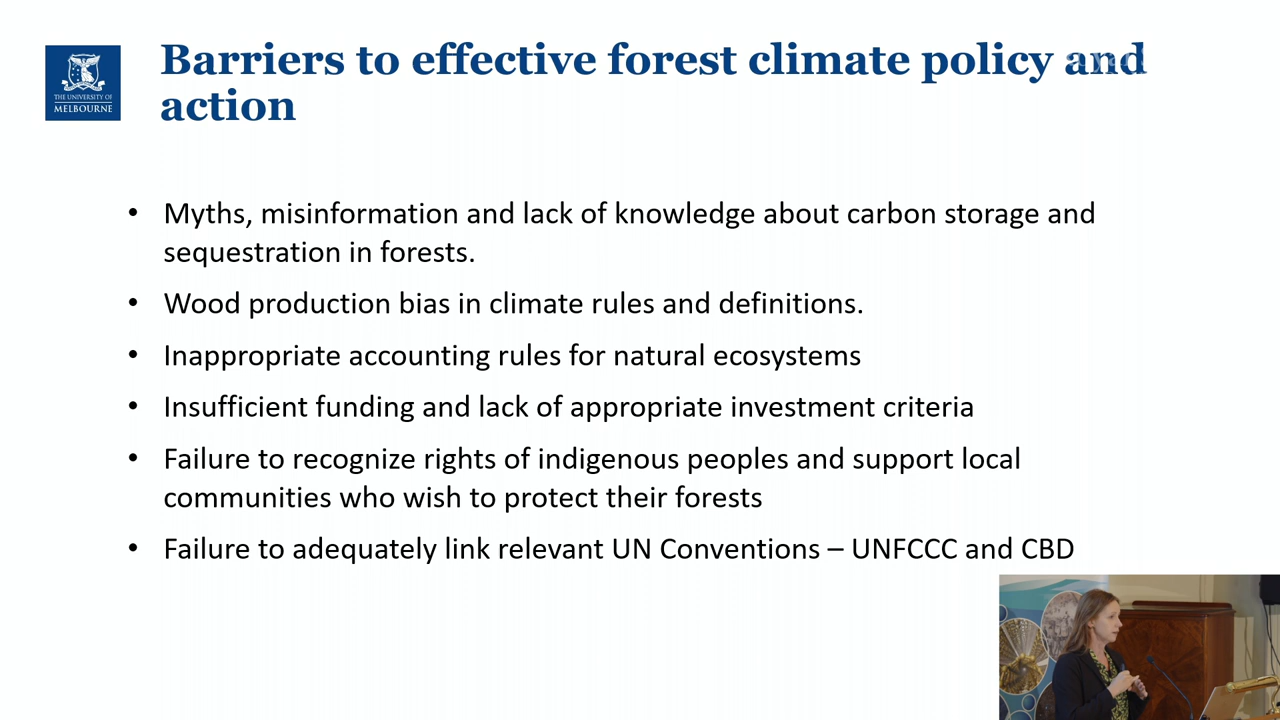 Barriers to effective forest climate policy and
action
THE UNIVERSITY OF
MELBOURNE
• Myths, misinformation and lack of knowledge about carbon storage and
sequestration in forests.
• Wood production bias in climate rules and definitions.
• Inappropriate accounting rules for natural ecosystems
• Insufficient funding and lack of appropriate investment criteria
• Failure to recognize rights of indigenous peoples and support local
communities who wish to protect their forests
• Failure to adequately link relevant UN Conventions – UNFCCC and CBD